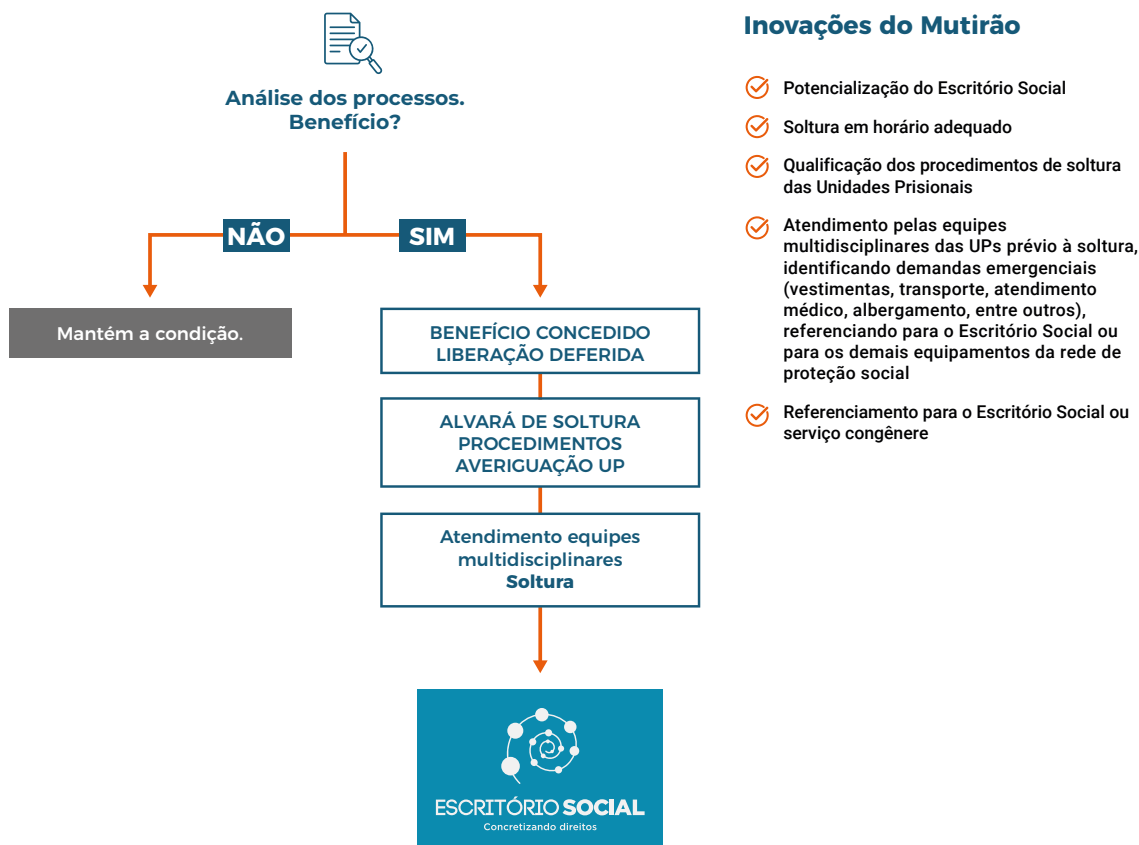 Análise dos processos.
Benefício?
NÃO
SIM
Mantém a condição.
BENEFÍCIO CONCEDIDO
LIBERAÇÃO DEFERIDA
ALVARÁ DE SOLTURA
PROCEDIMENTOS
AVERIGUAÇÃO UP
Atendimento equipes
multidisciplinares
Soltura
ESCRITÓRIO SOCIAL
Concretizando direitos
Inovações do Mutirão
Potencialização do Escritório Social
Soltura em horário adequado
Qualificação dos procedimentos de soltura
das Unidades Prisionais
Atendimento pelas equipes
multidisciplinares das UPs prévio à soltura,
identificando demandas emergenciais
(vestimentas, transporte, atendimento
médico, albergamento, entre outros),
referenciando para o Escritório Social ou
para os demais equipamentos da rede de
proteção social
Referenciamento para o Escritório Social ou
serviço congênere